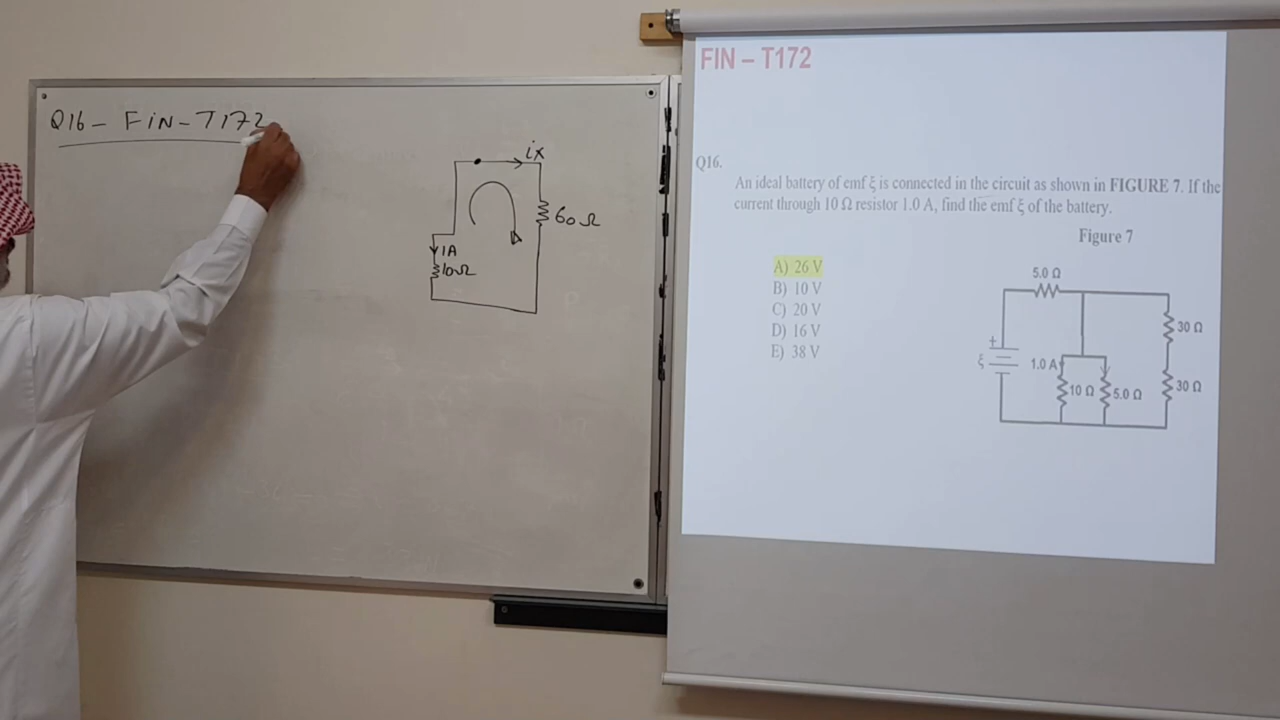 Q16 - FiN - T172
ix
60 Ω
1A
10Ω
FIN – T172
Q16.
An ideal battery of emf ξ is connected in the circuit as shown in FIGURE 7. If the
current through 10 Ω resistor 1.0 A, find the emf ξ of the battery.
Figure 7
A) 26 V
B) 10 V
C) 20 V
D) 16 V
E) 38 V
5.0 Ω
30 Ω
+
ξ
1.0 A
10 Ω
5.0 Ω
30 Ω